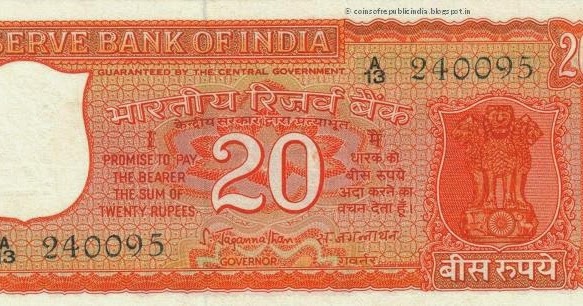 © coinsofrepublicindia.blogspot.in
SERVE BANK OF INDIA
GUARANTEED BY THE CENTRAL GOVERNMENT
A/13 240095
भारतीय रिज़र्व बैंक
केन्द्रीय सरकार द्वारा प्रत्याभूत
I
PROMISE TO PAY
THE BEARER
THE SUM OF
TWENTY RUPEES
20
मैं
धारक को
बीस रुपये
अदा करने का
वचन देता हूँ।
S. Jagannathan
स. जगन्नाथन
GOVERNOR
गवर्नर
A/13 240095
बीस रुपये